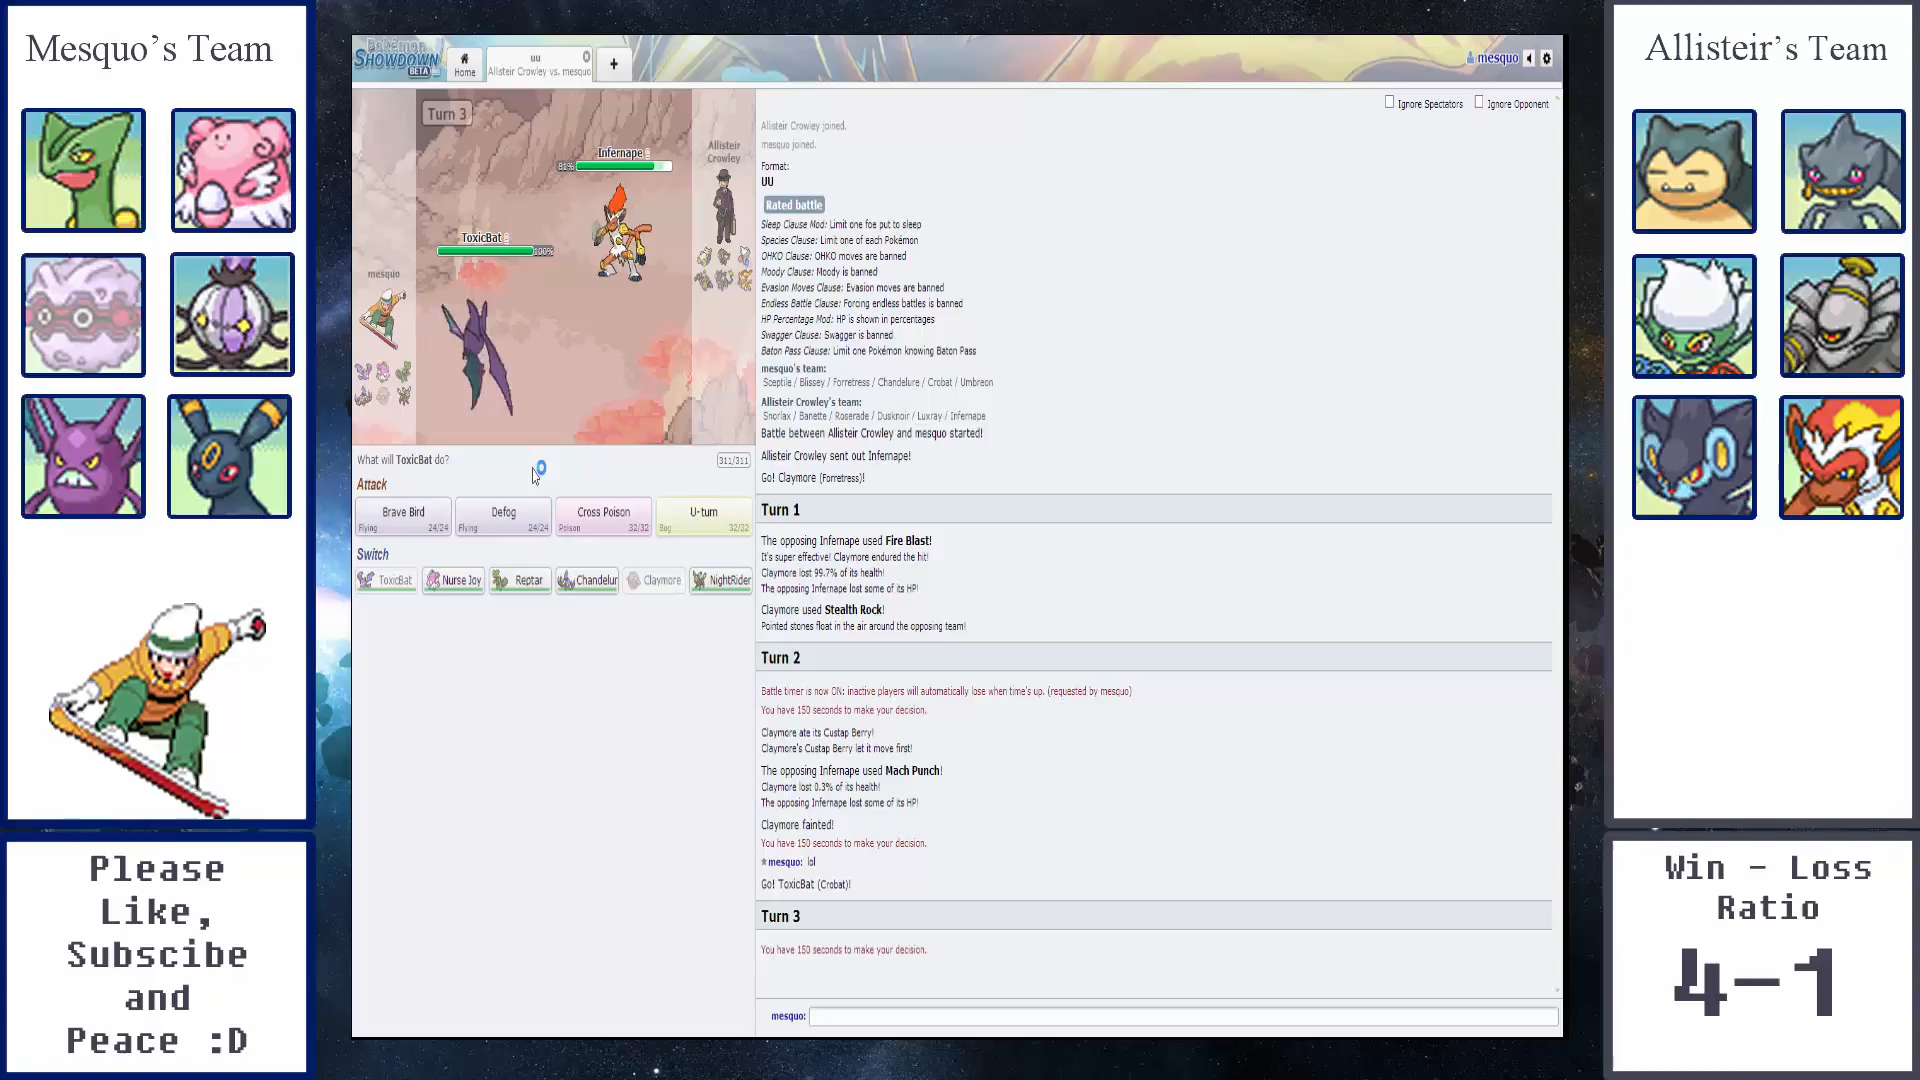 Mesquo's Team
Please
Like,
Subscibe
and
Peace :D
Pokémon
SHOWDOWN
BETA
Home
uu
Allisteir Crowley vs. mesquo
+
mesquo
Turn 3
Infernape
81%
Allisteir
Crowley
ToxicBat
100%
mesquo
What will ToxicBat do?
311/311
Attack
Brave Bird
Flying 24/24
Defog
Flying 24/24
Cross Poison
Poison 32/32
U-turn
Bug 32/32
Switch
ToxicBat
Nurse Joy
Reptar
Chandelur
Claymore
NightRider
Ignore Spectators
Ignore Opponent
Allisteir Crowley joined.
mesquo joined.
Format:
UU
Rated battle
Sleep Clause Mod: Limit one foe put to sleep
Species Clause: Limit one of each Pokémon
OHKO Clause: OHKO moves are banned
Moody Clause: Moody is banned
Evasion Moves Clause: Evasion moves are banned
Endless Battle Clause: Forcing endless battles is banned
HP Percentage Mod: HP is shown in percentages
Swagger Clause: Swagger is banned
Baton Pass Clause: Limit one Pokémon knowing Baton Pass
mesquo's team:
Sceptile / Blissey / Forretress / Chandelure / Crobat / Umbreon
Allisteir Crowley's team:
Snorlax / Banette / Roserade / Dusknoir / Luxray / Infernape
Battle between Allisteir Crowley and mesquo started!
Allisteir Crowley sent out Infernape!
Go! Claymore (Forretress)!
Turn 1
The opposing Infernape used Fire Blast!
It's super effective! Claymore endured the hit!
Claymore lost 99.7% of its health!
The opposing Infernape lost some of its HP!
Claymore used Stealth Rock!
Pointed stones float in the air around the opposing team!
Turn 2
Battle timer is now ON: inactive players will automatically lose when time's up. (requested by mesquo)
You have 150 seconds to make your decision.
Claymore ate its Custap Berry!
Claymore's Custap Berry let it move first!
The opposing Infernape used Mach Punch!
Claymore lost 0.3% of its health!
The opposing Infernape lost some of its HP!
Claymore fainted!
You have 150 seconds to make your decision.
mesquo: lol
Go! ToxicBat (Crobat)!
Turn 3
You have 150 seconds to make your decision.
mesquo:
Allisteir's Team
Win - Loss
Ratio
4-1